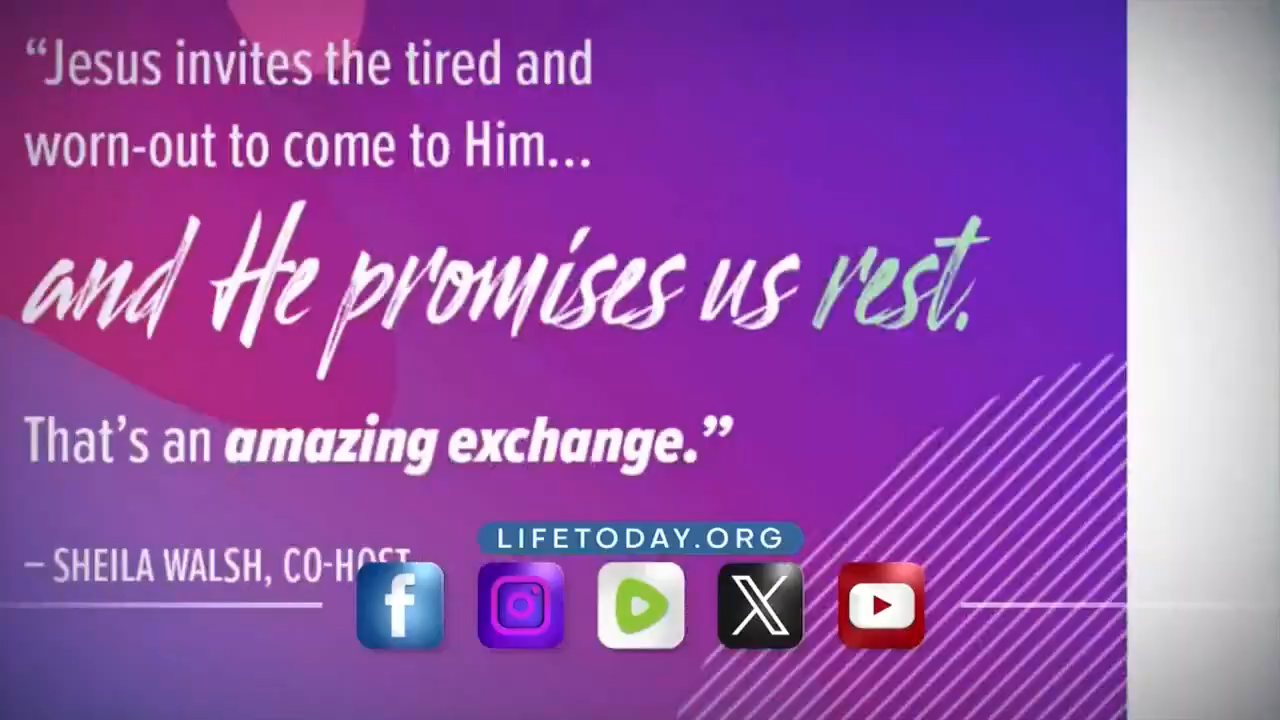 “Jesus invites the tired and
worn-out to come to Him...
and He promises us rest.
That’s an amazing exchange.”
– SHEILA WALSH, CO-HOST
LIFETODAY.ORG